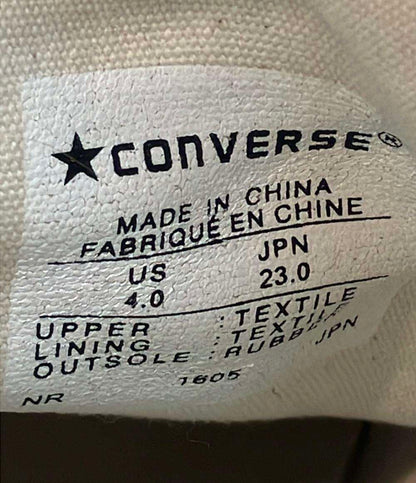 ★CONVERSE®
MADE IN CHINA
FABRIQUÉ EN CHINE
US JPN
4.0 23.0
UPPER : TEXTILE
LINING : TEXTILE
OUTSOLE : RUBBER
JPN
1605
NR